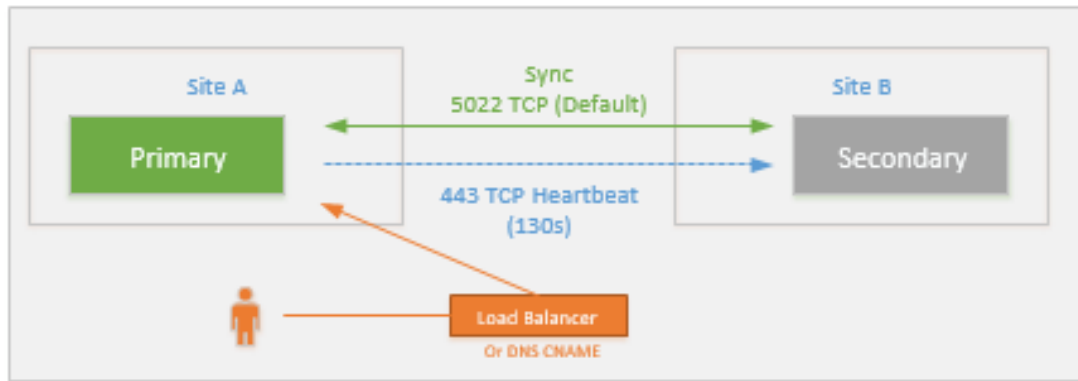 Site A
Sync
5022 TCP (Default)
Site B
Primary
Secondary
443 TCP Heartbeat
(130s)
Load Balancer
Or DNS CNAME